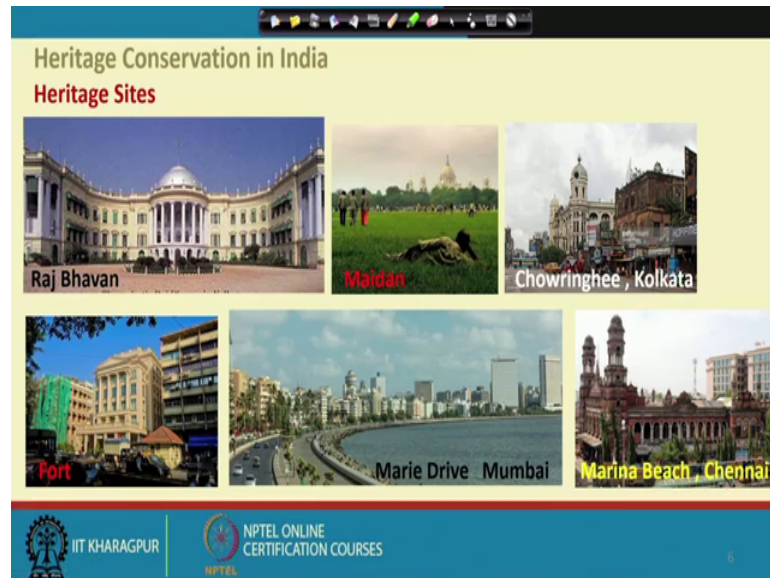 Heritage Conservation in India
Heritage Sites
Raj Bhavan
Maidan
Chowringhee , Kolkata
Fort
Marie Drive Mumbai
Marina Beach , Chennai
IIT KHARAGPUR
NPTEL
NPTEL ONLINE
CERTIFICATION COURSES
6